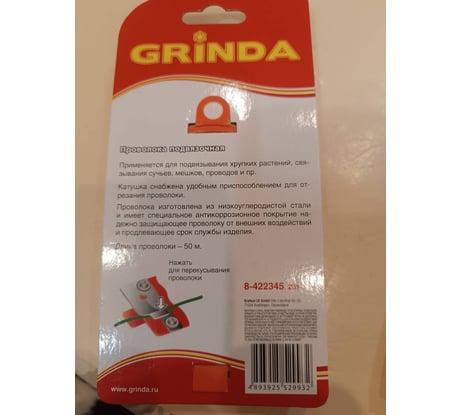 GRINDA
Проволока подвязочная
Применяется для подвязывания хрупких растений, свя-
зывания сучьев, мешков, проводов и пр.
Катушка снабжена удобным приспособлением для от-
резания проволоки.
Проволока изготовлена из низкоуглеродистой стали
и имеет специальное антикоррозионное покрытие на-
дежно защищающее проволоку от внешних воздействий
и продлевающее срок службы изделия.
Длина проволоки – 50 м.
Нажать
для перекусывания
проволоки
8-422345
www.grinda.ru
4893925 529932